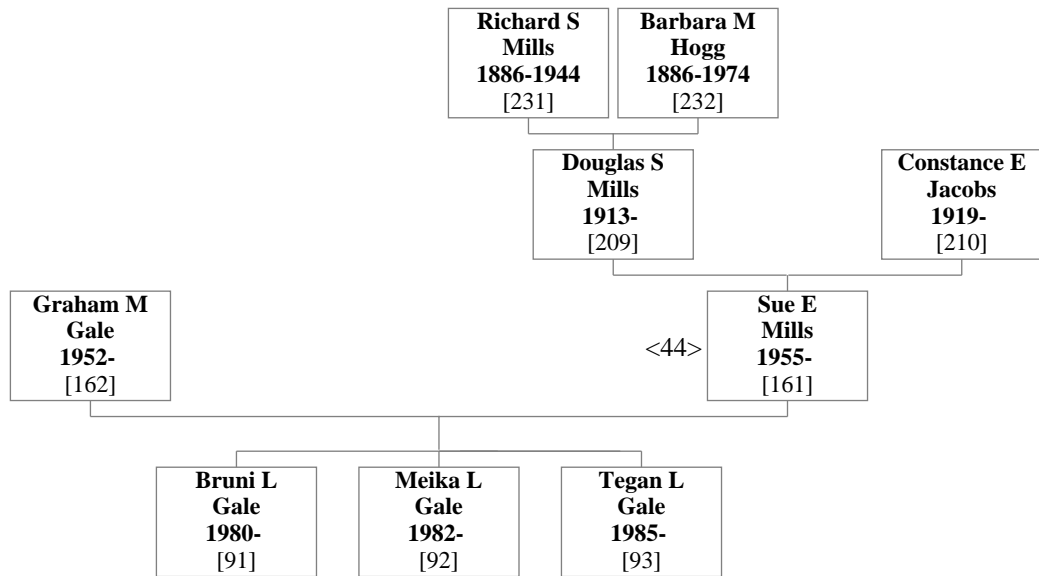 Richard S
Mills
1886-1944
[231]
Barbara M
Hogg
1886-1974
[232]
Douglas S
Mills
1913-
[209]
Constance E
Jacobs
1919-
[210]
Graham M
Gale
1952-
[162]
<44>
Sue E
Mills
1955-
[161]
Bruni L
Gale
1980-
[91]
Meika L
Gale
1982-
[92]
Tegan L
Gale
1985-
[93]